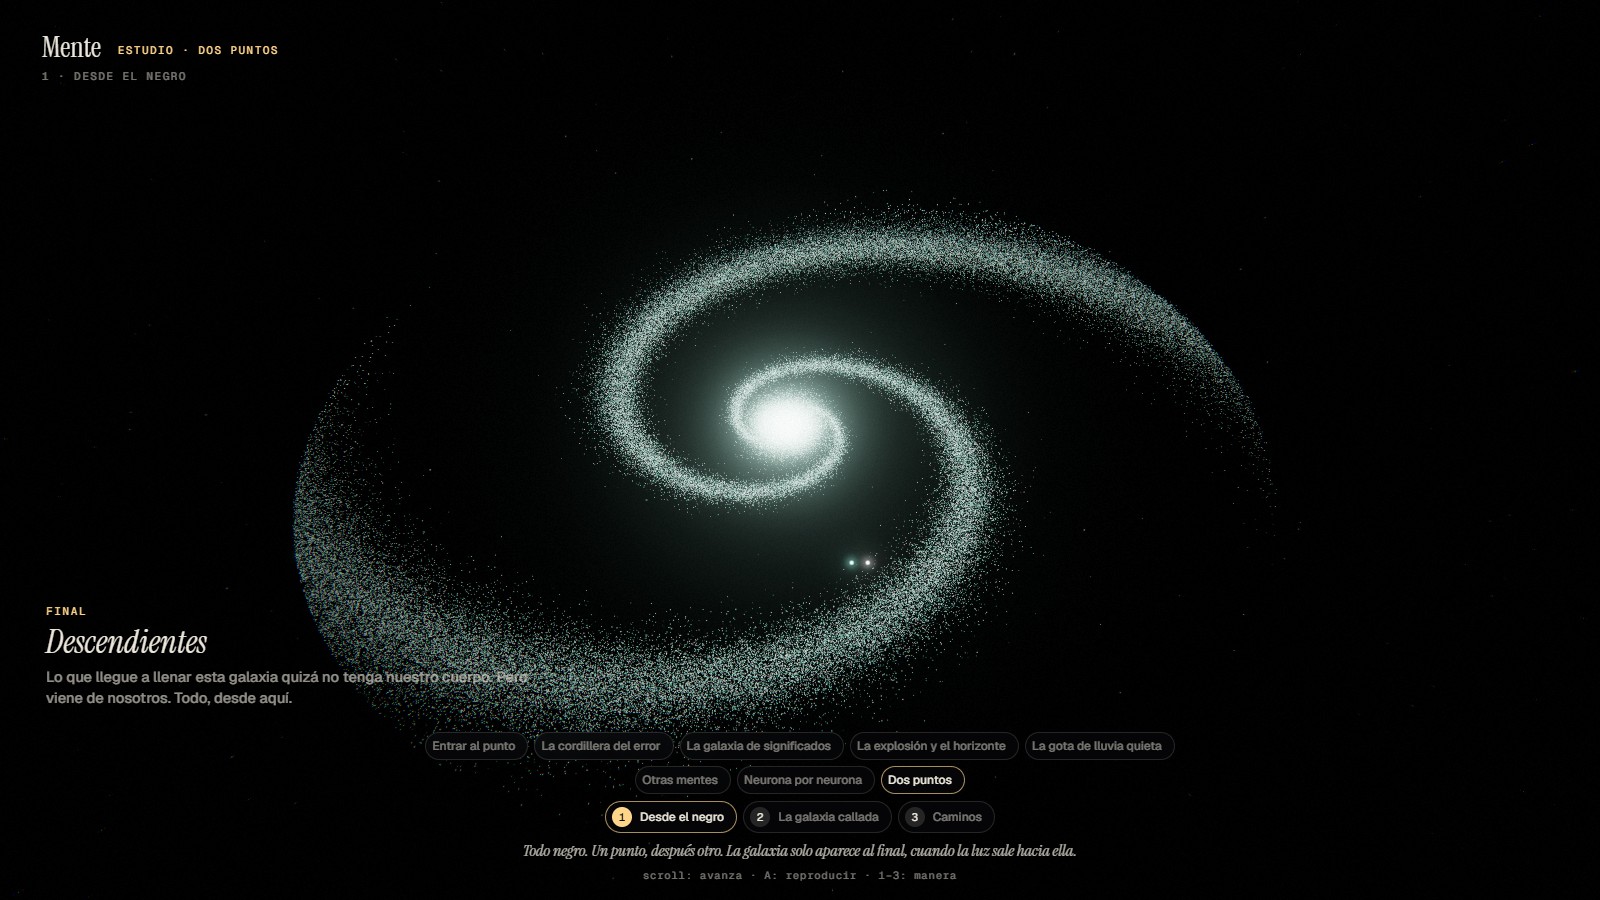 Mente ESTUDIO · DOS PUNTOS
1 · DESDE EL NEGRO
FINAL
Descendientes
Lo que llegue a llenar esta galaxia quizá no tenga nuestro cuerpo. Pero
viene de nosotros. Todo, desde aquí.
Entrar al punto La cordillera del error La galaxia de significados La explosión y el horizonte La gota de lluvia quieta
Otras mentes Neurona por neurona Dos puntos
1 Desde el negro 2 La galaxia callada 3 Caminos
Todo negro. Un punto, después otro. La galaxia solo aparece al final, cuando la luz sale hacia ella.
scroll: avanza · A: reproducir · 1–3: manera